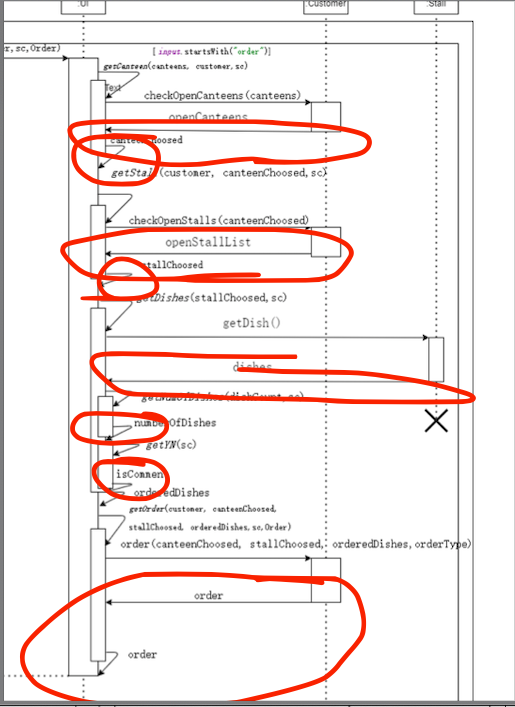 :UI
:Customer
:Stall
r,sc,Order)
[ input.startsWith("order")]
getCanteen(canteens, customer,sc)
Text
checkOpenCanteens(canteens)
openCanteens
canteenChoosed
getStall(customer, canteenChoosed,sc)
checkOpenStalls(canteenChoosed)
openStallList
stallChoosed
getDishes(stallChoosed,sc)
getDish()
dishes
getNumOfDishes(dishCount,sc)
numberOfDishes
getYN(sc)
isComment
orderedDishes
getOrder(customer, canteenChoosed,
stallChoosed, orderedDishes,sc,Order)
order(canteenChoosed, stallChoosed, orderedDishes,orderType)
order
order